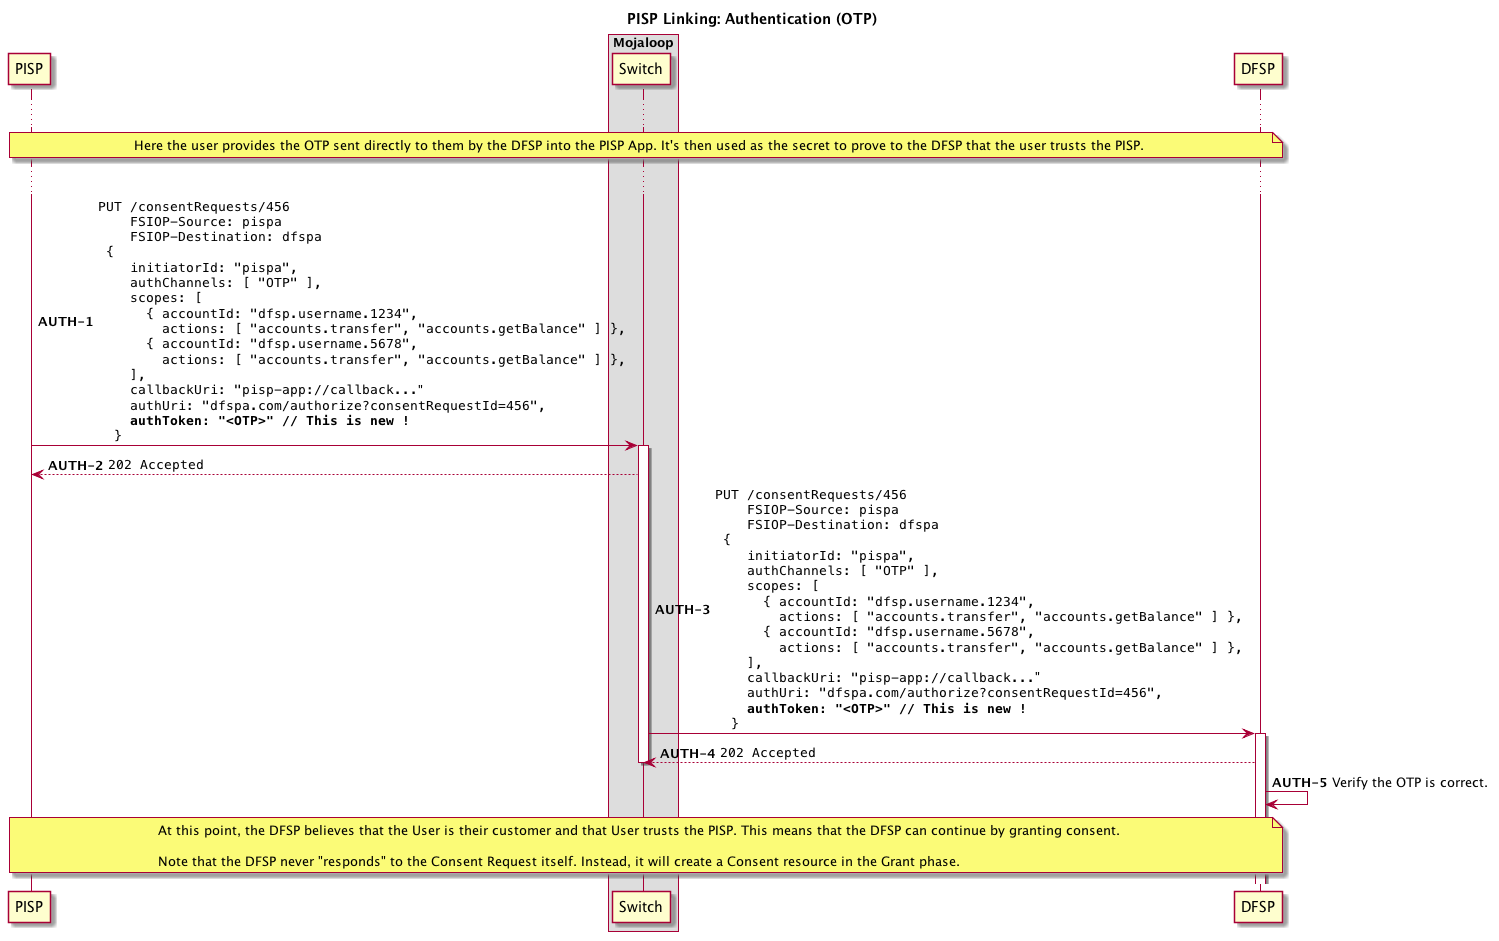 PISP Linking: Authentication (OTP)
Mojaloop
PISP
Switch
DFSP
Here the user provides the OTP sent directly to them by the DFSP into the PISP App. It's then used as the secret to prove to the DFSP that the user trusts the PISP.
PUT /consentRequests/456
FSIOP-Source: pispa
FSIOP-Destination: dfspa
{
initiatorId: "pispa",
authChannels: [ "OTP" ],
scopes: [
{ accountId: "dfsp.username.1234",
AUTH-1
actions: [ "accounts.transfer", "accounts.getBalance" ] },
{ accountId: "dfsp.username.5678",
actions: [ "accounts.transfer", "accounts.getBalance" ] },
],
callbackUri: "pisp-app://callback..."
authUri: "dfspa.com/authorize?consentRequestId=456",
authToken: "<OTP>" // This is new !
}
AUTH-2 202 Accepted
PUT /consentRequests/456
FSIOP-Source: pispa
FSIOP-Destination: dfspa
{
initiatorId: "pispa",
authChannels: [ "OTP" ],
scopes: [
{ accountId: "dfsp.username.1234",
AUTH-3
actions: [ "accounts.transfer", "accounts.getBalance" ] },
{ accountId: "dfsp.username.5678",
actions: [ "accounts.transfer", "accounts.getBalance" ] },
],
callbackUri: "pisp-app://callback..."
authUri: "dfspa.com/authorize?consentRequestId=456",
authToken: "<OTP>" // This is new !
}
AUTH-4 202 Accepted
AUTH-5 Verify the OTP is correct.
At this point, the DFSP believes that the User is their customer and that User trusts the PISP. This means that the DFSP can continue by granting consent.
Note that the DFSP never "responds" to the Consent Request itself. Instead, it will create a Consent resource in the Grant phase.
PISP
Switch
DFSP